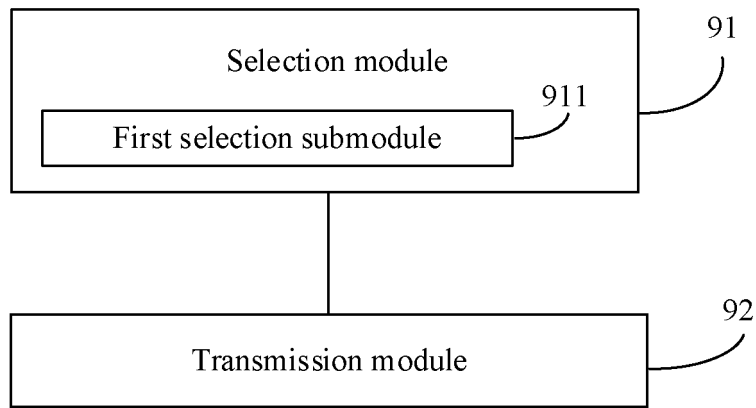 91
Selection module
911
First selection submodule
92
Transmission module